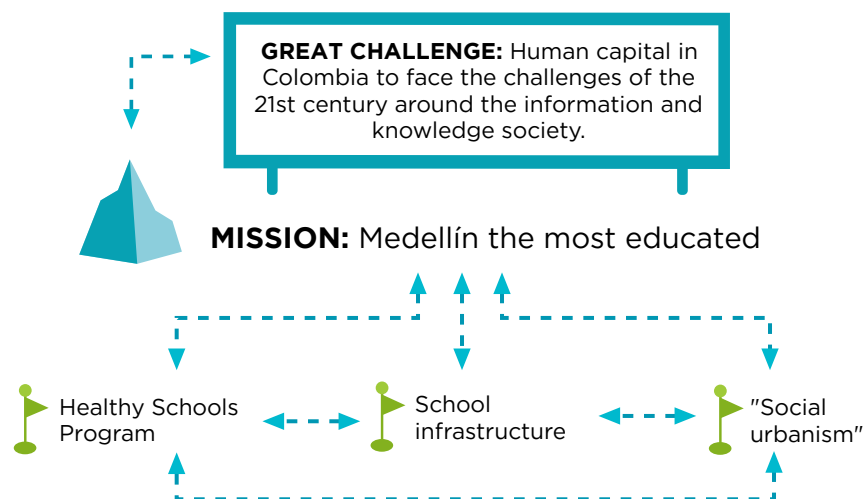 GREAT CHALLENGE: Human capital in
Colombia to face the challenges of the
21st century around the information and
knowledge society.
MISSION: Medellín the most educated
Healthy Schools
Program
School
infrastructure
"Social
urbanism"